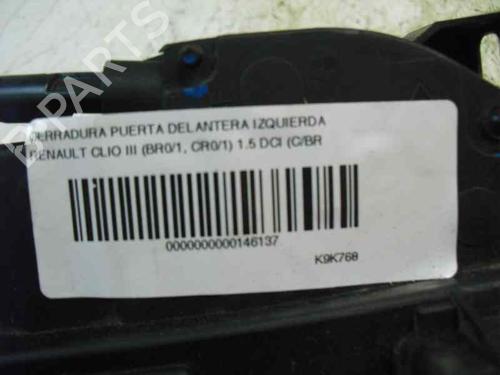 B PARTS
CERRADURA PUERTA DELANTERA IZQUIERDA
RENAULT CLIO III (BR0/1, CR0/1) 1.5 DCI (C/BR
0000000000146137
K9K768